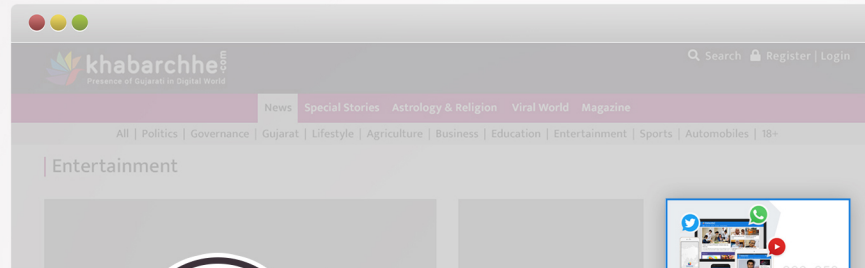 Search Register | Login
khabarchhe.com
Presence of Gujarati in Digital World
News Special Stories Astrology & Religion Viral World Magazine
All | Politics | Governance | Gujarat | Lifestyle | Agriculture | Business | Education | Entertainment | Sports | Automobiles | 18+
| Entertainment